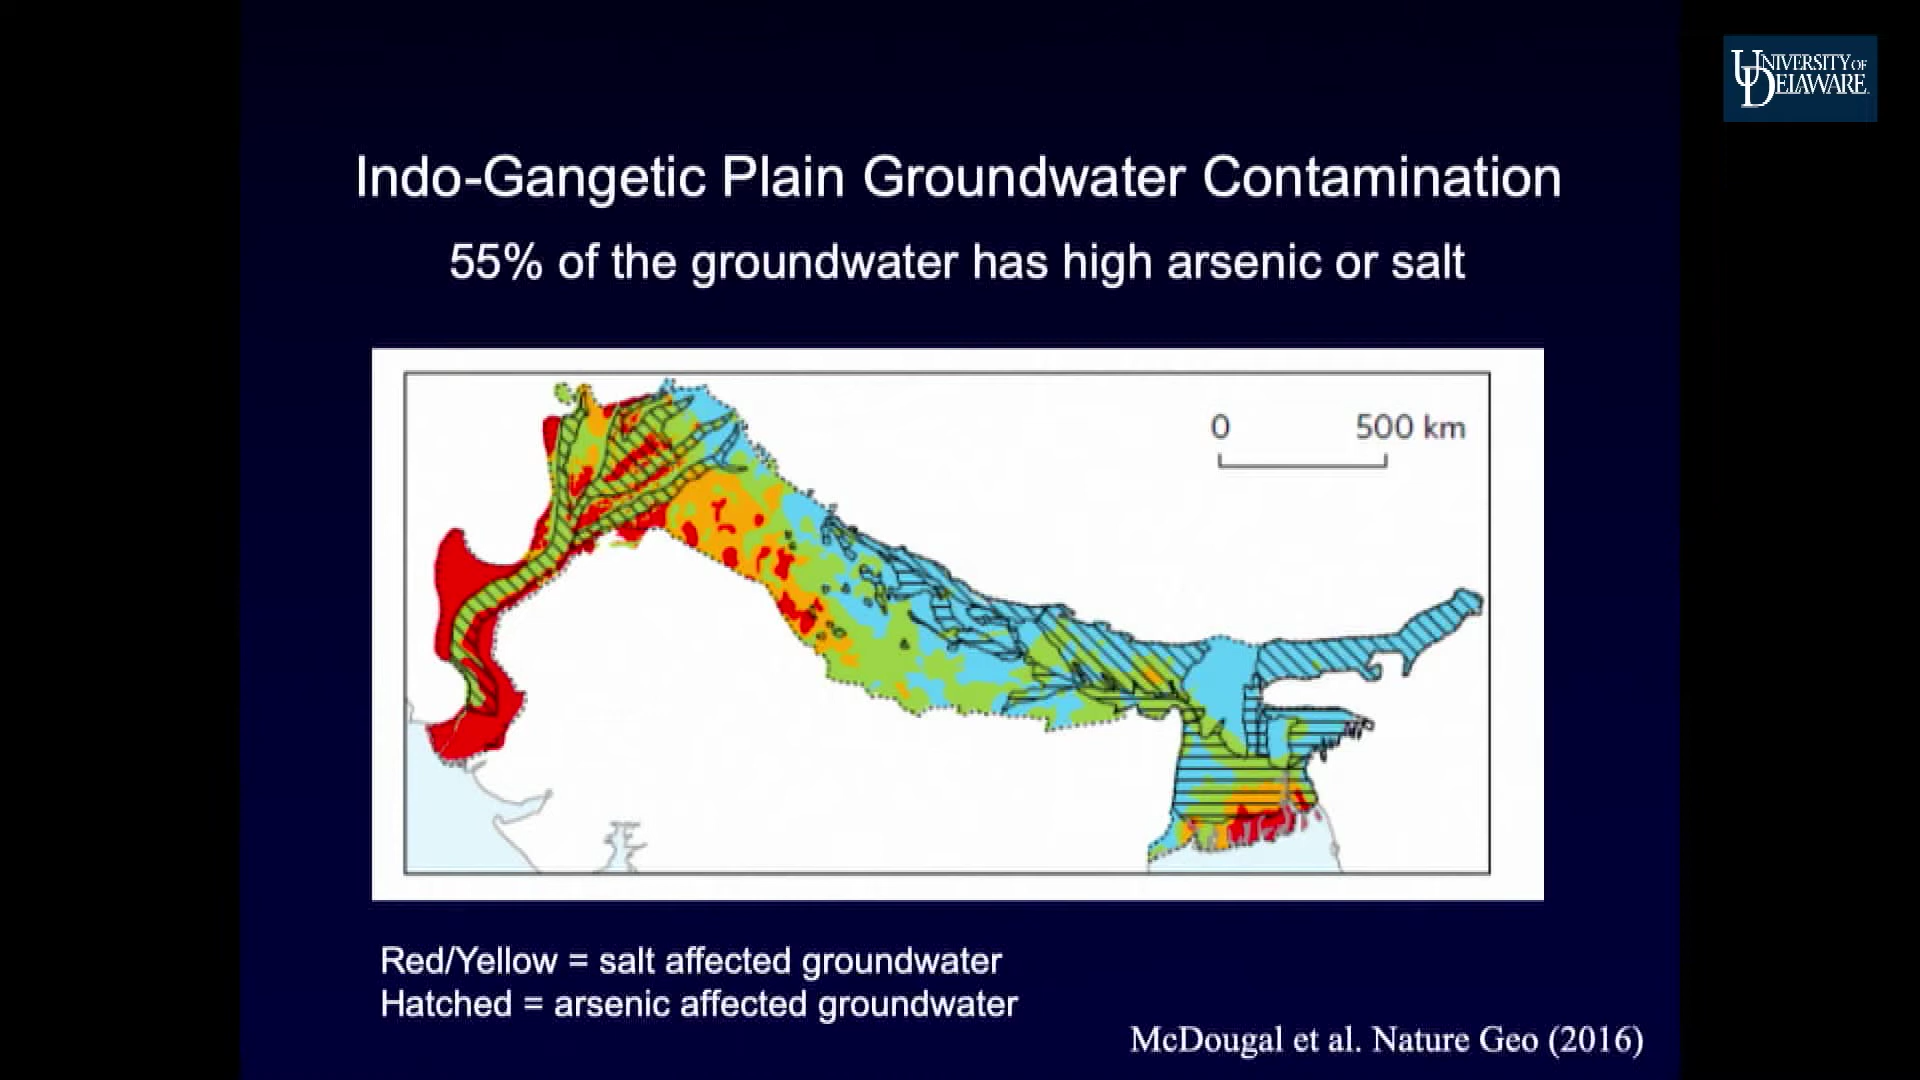 UNIVERSITY OF
DELAWARE.
Indo-Gangetic Plain Groundwater Contamination
55% of the groundwater has high arsenic or salt
0 500 km
Red/Yellow = salt affected groundwater
Hatched = arsenic affected groundwater
McDougal et al. Nature Geo (2016)